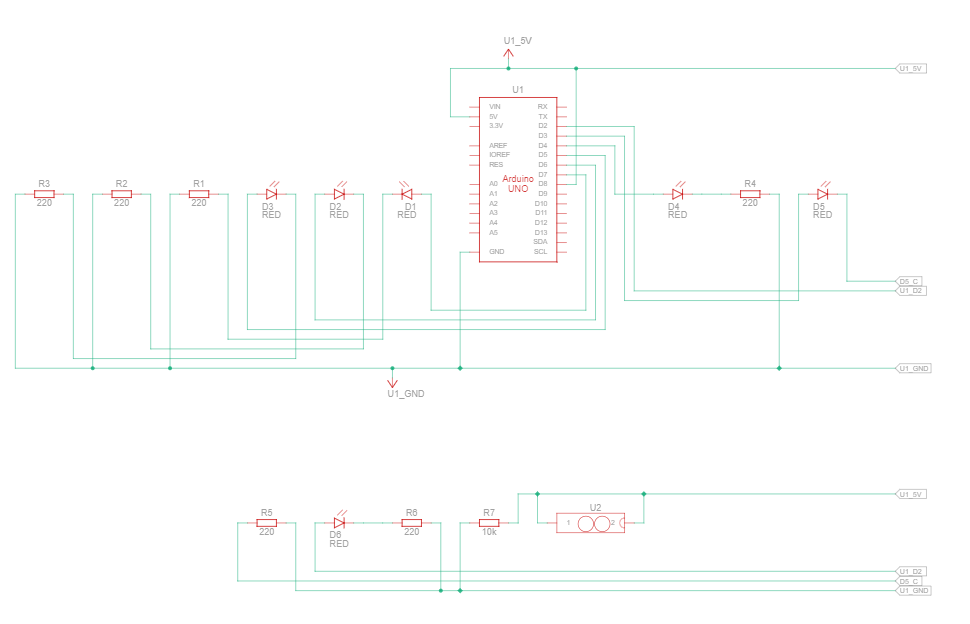 U1_5V
U1_5V
U1
VIN
5V
3.3V
AREF
IOREF
RES
A0
A1
A2
A3
A4
A5
GND
Arduino
UNO
RX
TX
D2
D3
D4
D5
D6
D7
D8
D9
D10
D11
D12
D13
SDA
SCL
R3
220
R2
220
R1
220
D3
RED
D2
RED
D1
RED
D4
RED
R4
220
D5
RED
D5_C
U1_D2
U1_GND
U1_GND
U1_5V
R5
220
D6
RED
R6
220
R7
10k
U2
1
2
U1_D2
D5_C
U1_GND